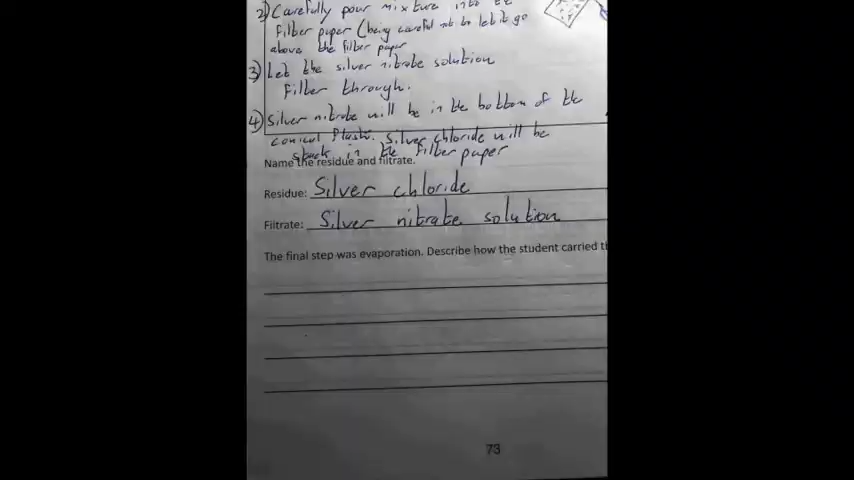 2) Carefully pour mixture into the
filter paper (being careful not to let it go
above the filter paper
3) Let the silver nitrate solution
filter through.
4) Silver nitrate will be in the bottom of the
conical flask. Silver chloride will be
stuck in the filter paper
Name the residue and filtrate.
Residue: Silver chloride
Filtrate: Silver nitrate solution
The final step was evaporation. Describe how the student carried th
73